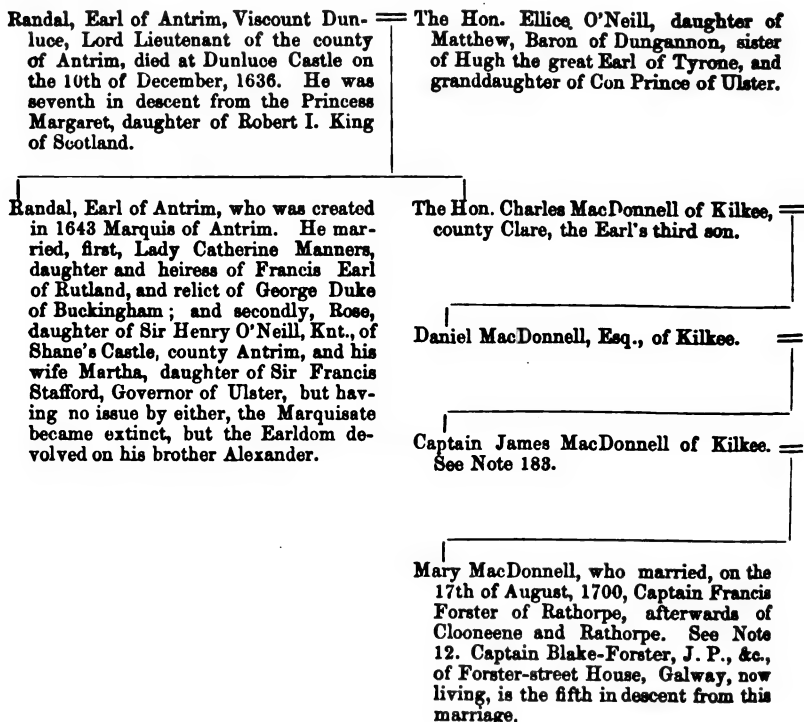 Randal, Earl of Antrim, Viscount Dun-
luce, Lord Lieutenant of the county
of Antrim, died at Dunluce Castle on
the 10th of December, 1636. He was
seventh in descent from the Princess
Margaret, daughter of Robert I. King
of Scotland.
The Hon. Ellice O'Neill, daughter of
Matthew, Baron of Dungannon, sister
of Hugh the great Earl of Tyrone, and
granddaughter of Con Prince of Ulster.
Randal, Earl of Antrim, who was created
in 1643 Marquis of Antrim. He mar-
ried, first, Lady Catherine Manners,
daughter and heiress of Francis Earl
of Rutland, and relict of George Duke
of Buckingham; and secondly, Rose,
daughter of Sir Henry O'Neill, Knt., of
Shane's Castle, county Antrim, and his
wife Martha, daughter of Sir Francis
Stafford, Governor of Ulster, but hav-
ing no issue by either, the Marquisate
became extinct, but the Earldom de-
volved on his brother Alexander.
The Hon. Charles MacDonnell of Kilkee,
county Clare, the Earl's third son.
Daniel MacDonnell, Esq., of Kilkee.
Captain James MacDonnell of Kilkee.
See Note 183.
Mary MacDonnell, who married, on the
17th of August, 1700, Captain Francis
Forster of Rathorpe, afterwards of
Clooneene and Rathorpe. See Note
12. Captain Blake-Forster, J. P., &c.,
of Forster-street House, Galway, now
living, is the fifth in descent from this
marriage.